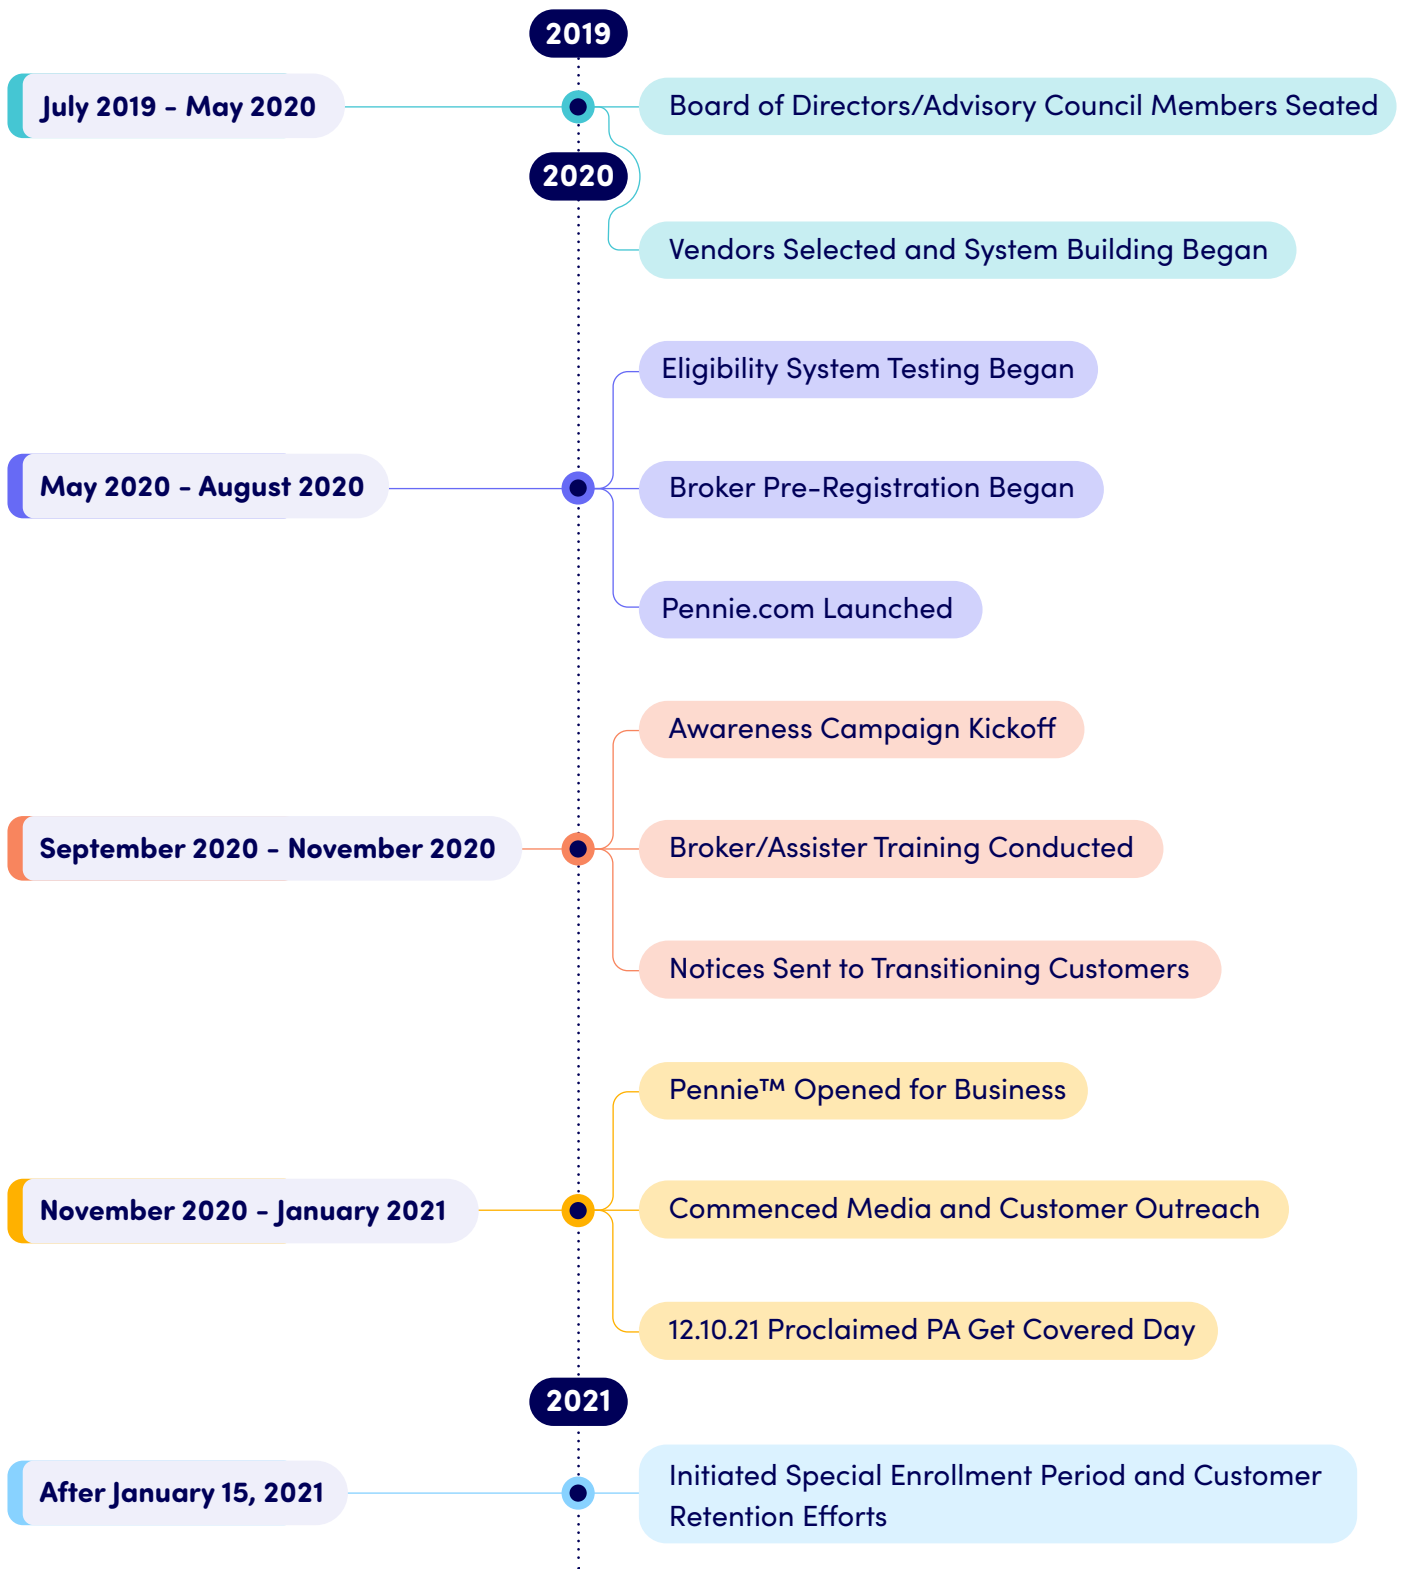 2019
July 2019 - May 2020
Board of Directors/Advisory Council Members Seated
2020
Vendors Selected and System Building Began
Eligibility System Testing Began
May 2020 - August 2020
Broker Pre-Registration Began
Pennie.com Launched
Awareness Campaign Kickoff
September 2020 - November 2020
Broker/Assister Training Conducted
Notices Sent to Transitioning Customers
Pennie™ Opened for Business
November 2020 - January 2021
Commenced Media and Customer Outreach
12.10.21 Proclaimed PA Get Covered Day
2021
After January 15, 2021
Initiated Special Enrollment Period and Customer
Retention Efforts